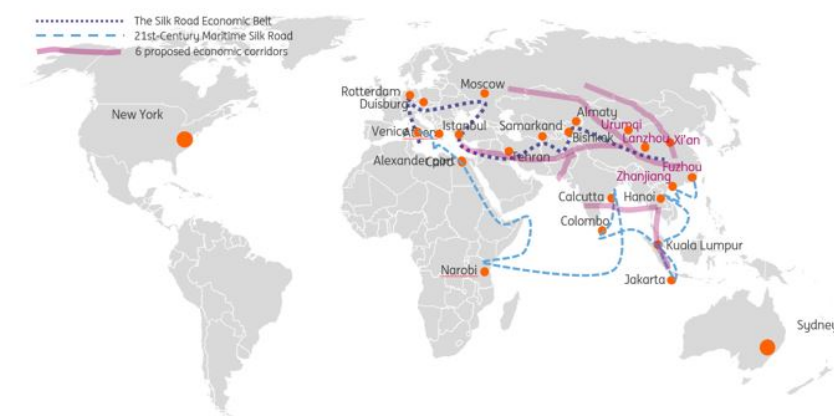 The Silk Road Economic Belt
21st-Century Maritime Silk Road
6 proposed economic corridors
Moscow
Rotterdam
Duisburg
New York
Almaty
Urumqi
Venice
Istanbul
Samarkand
Bishkek
Lanzhou
Xi'an
Tehran
Alexander
Cairo
Fuzhou
Zhanjiang
Calcutta
Hanoi
Colombo
Kuala Lumpur
Narobi
Jakarta
Sydney